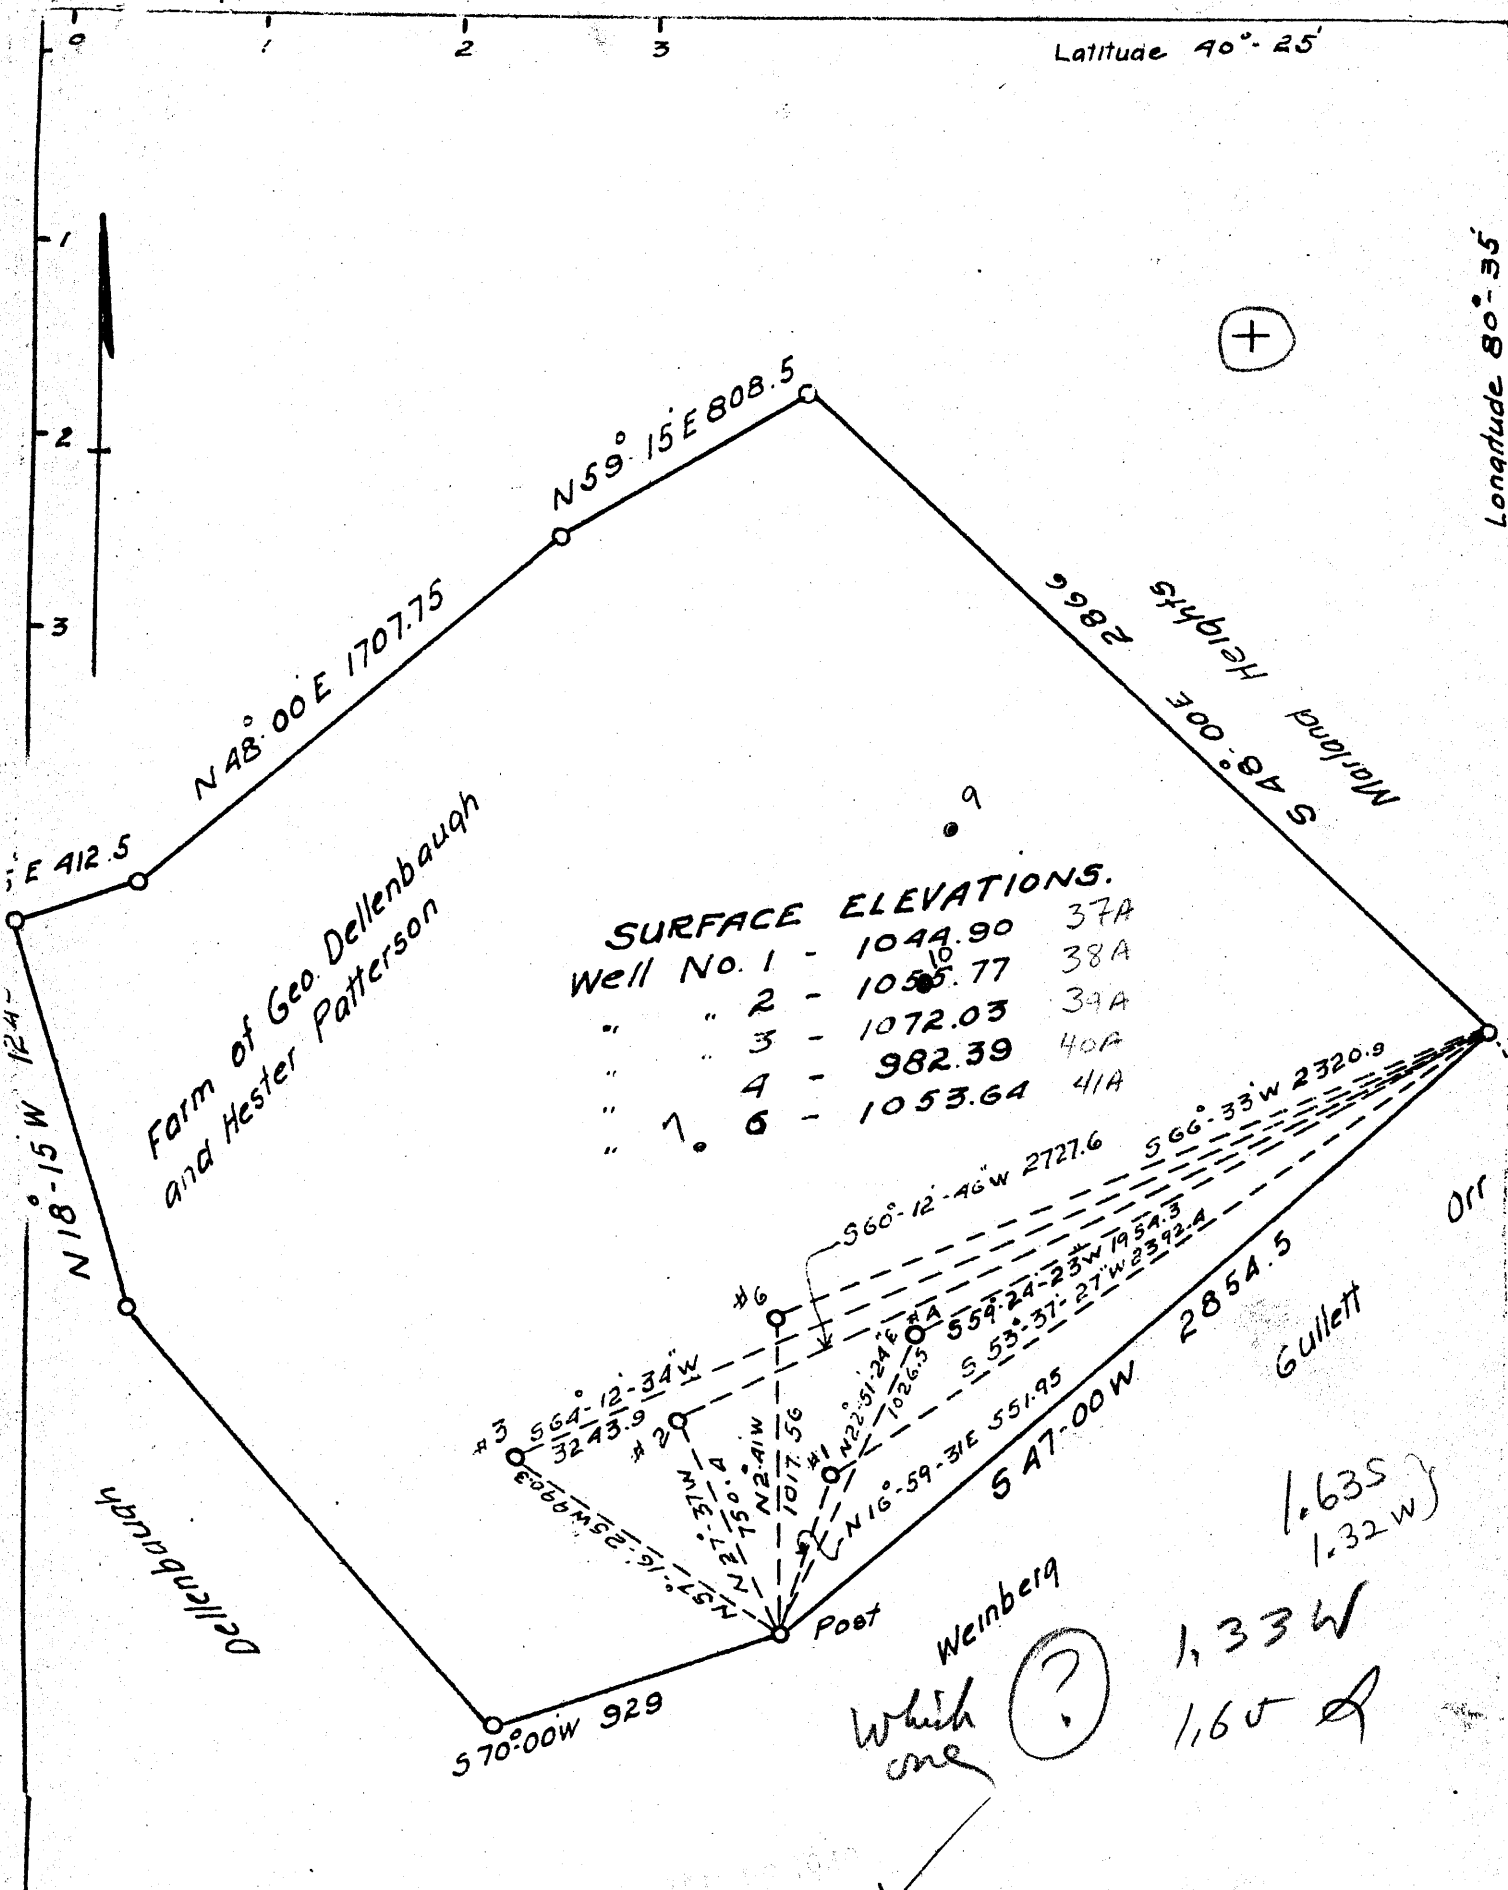 0 1 2 3
Latitude 40°-25'
Longitude 80°-35'
1
2
3
N 59°-15' E 808.5
N 48°-00' E 1707.75
E 412.5
S 48°-00 E 2866
Marland Heights
9
Farm of Geo. Dellenbaugh
and Hester Patterson
SURFACE ELEVATIONS.
Well No. 1 - 1044.90 37A
" " 2 - 1055.77 38A
10
" " 3 - 1072.03 39A
" 4 - 982.39 40A
" 6 - 1053.64 41A
7
N 18°-15 W 124
S 66°-33' W 2320.9
S 60°-12'-46" W 2727.6
Orr
S 59°-24'-23" W 1954.3
S 53°-37'-27" W 2392.4
#6
#4
S 64°-12'-34" W
3243.9
#3
#2
#1
N 22°-51'-24" E
1026.5
N 16°-59'-31 E 551.95
S 47-00 W 2854.5
Gullett
N 2°-41 W
1017.56
N 27°-37' W
750.4
N 57°-16'-25 W 990.3
Dellenbaugh
Post
Weinberg
S 70°-00' W 929
1.635
1.32 W
Which
one
?
1.33 W